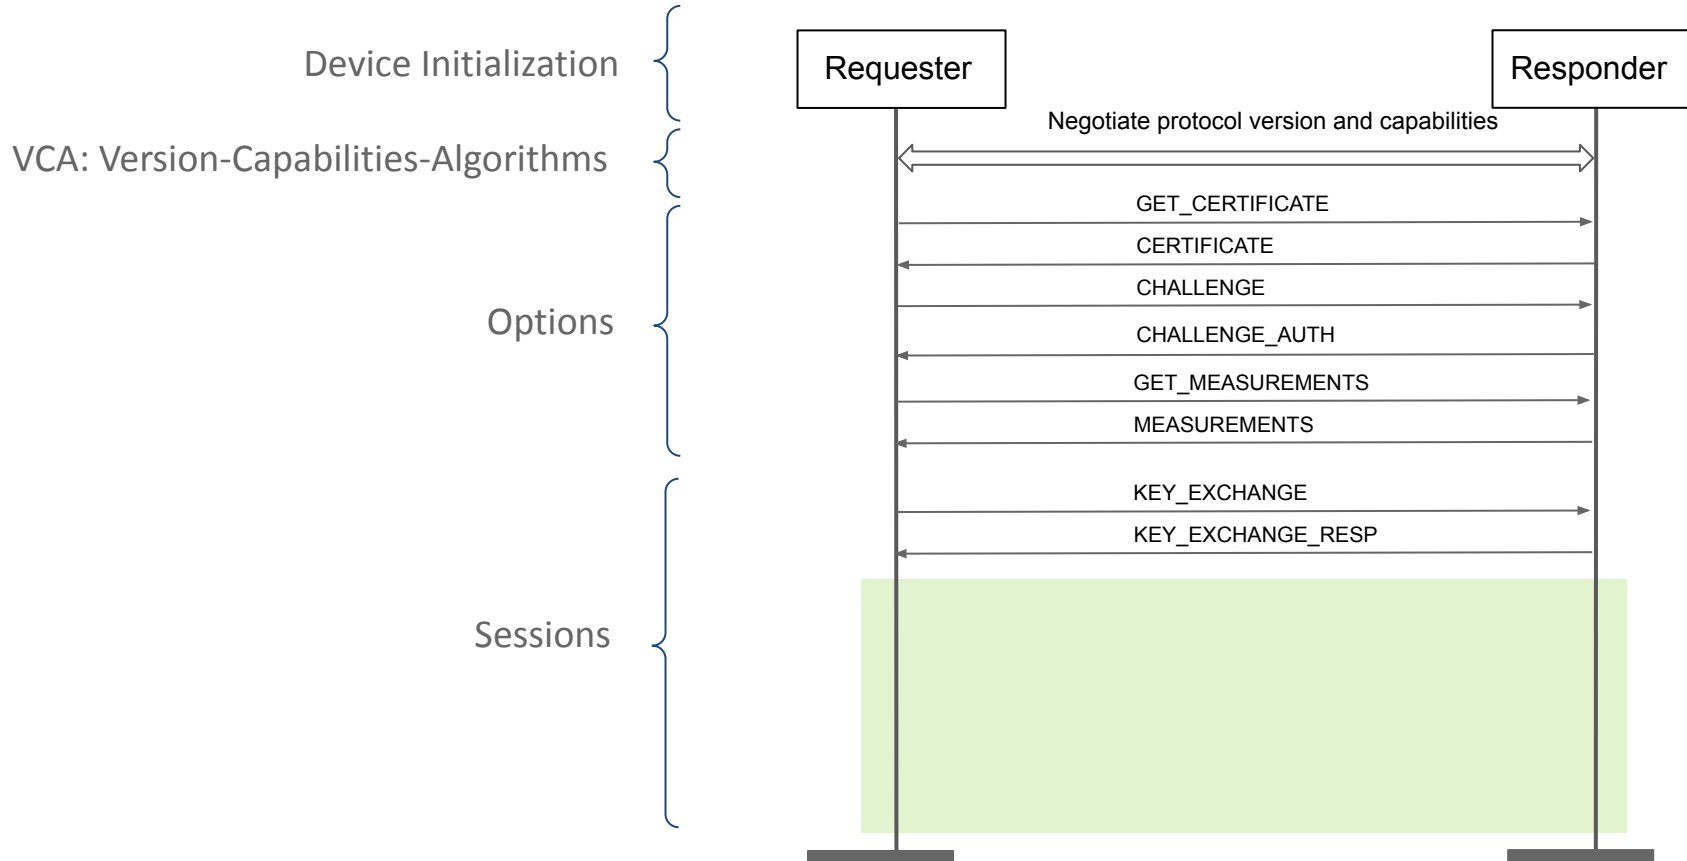 Device Initialization
VCA: Version-Capabilities-Algorithms
Options
Sessions
Requester
Responder
Negotiate protocol version and capabilities
GET_CERTIFICATE
CERTIFICATE
CHALLENGE
CHALLENGE_AUTH
GET_MEASUREMENTS
MEASUREMENTS
KEY_EXCHANGE
KEY_EXCHANGE_RESP